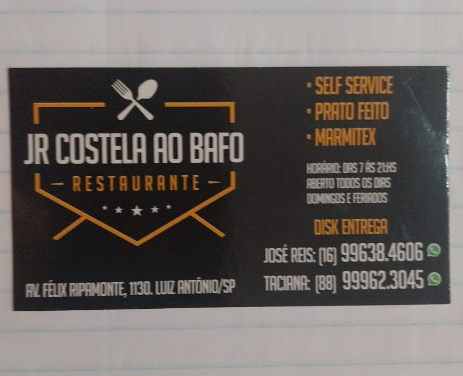 JR COSTELA AO BAFO
RESTAURANTE
AV. FÉLIX RIPAMONTE, 1130. LUIZ ANTÔNIO/SP
• SELF SERVICE
• PRATO FEITO
• MARMITEX
HORÁRIO: DAS 7 ÀS 21:HS
ABERTO TODOS OS DIAS
DOMINGOS E FERIADOS
DISK ENTREGA
JOSÉ REIS: (16) 99638.4606
TACIANA: (88) 99962.3045